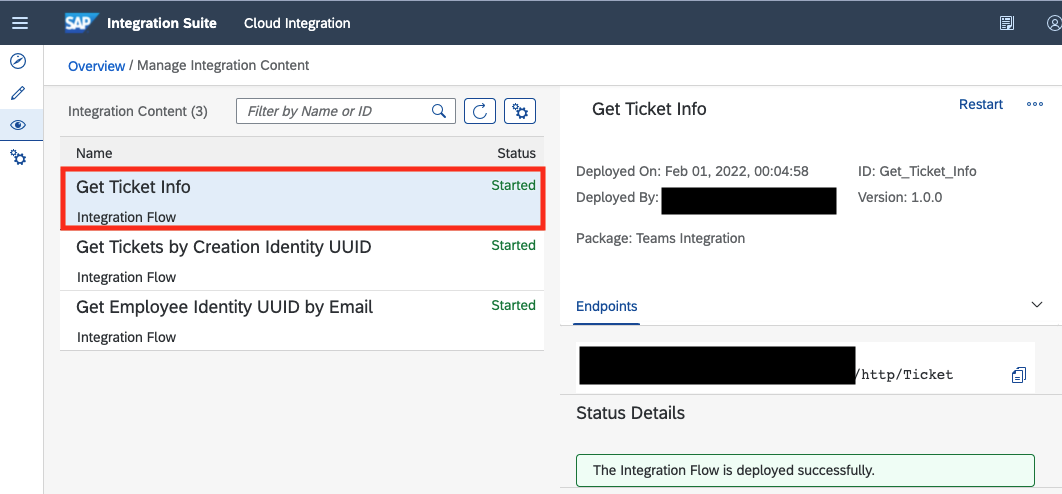 SAP Integration Suite Cloud Integration
Overview / Manage Integration Content
Integration Content (3) Filter by Name or ID
Name Status
Get Ticket Info Started
Integration Flow
Get Tickets by Creation Identity UUID Started
Integration Flow
Get Employee Identity UUID by Email Started
Integration Flow
Get Ticket Info Restart
Deployed On: Feb 01, 2022, 00:04:58 ID: Get_Ticket_Info
Deployed By: Version: 1.0.0
Package: Teams Integration
Endpoints
/http/Ticket
Status Details
The Integration Flow is deployed successfully.